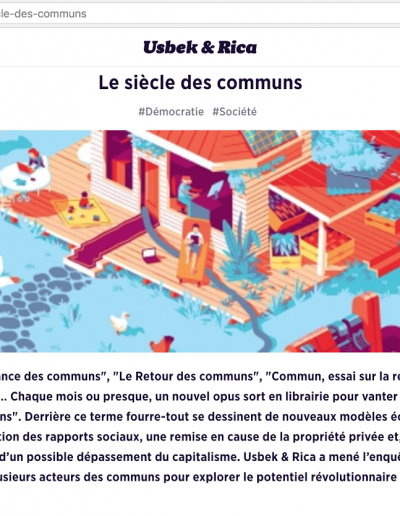 le-des-communs
Usbek & Rica
Le siècle des communs
#Démocratie #Société
ance des communs", "Le Retour des communs", "Commun, essai sur la re
... Chaque mois ou presque, un nouvel opus sort en librairie pour vanter
ns". Derrière ce terme fourre-tout se dessinent de nouveaux modèles éc
tion des rapports sociaux, une remise en cause de la propriété privée et,
d'un possible dépassement du capitalisme. Usbek & Rica a mené l'enquê
usieurs acteurs des communs pour explorer le potentiel révolutionnaire